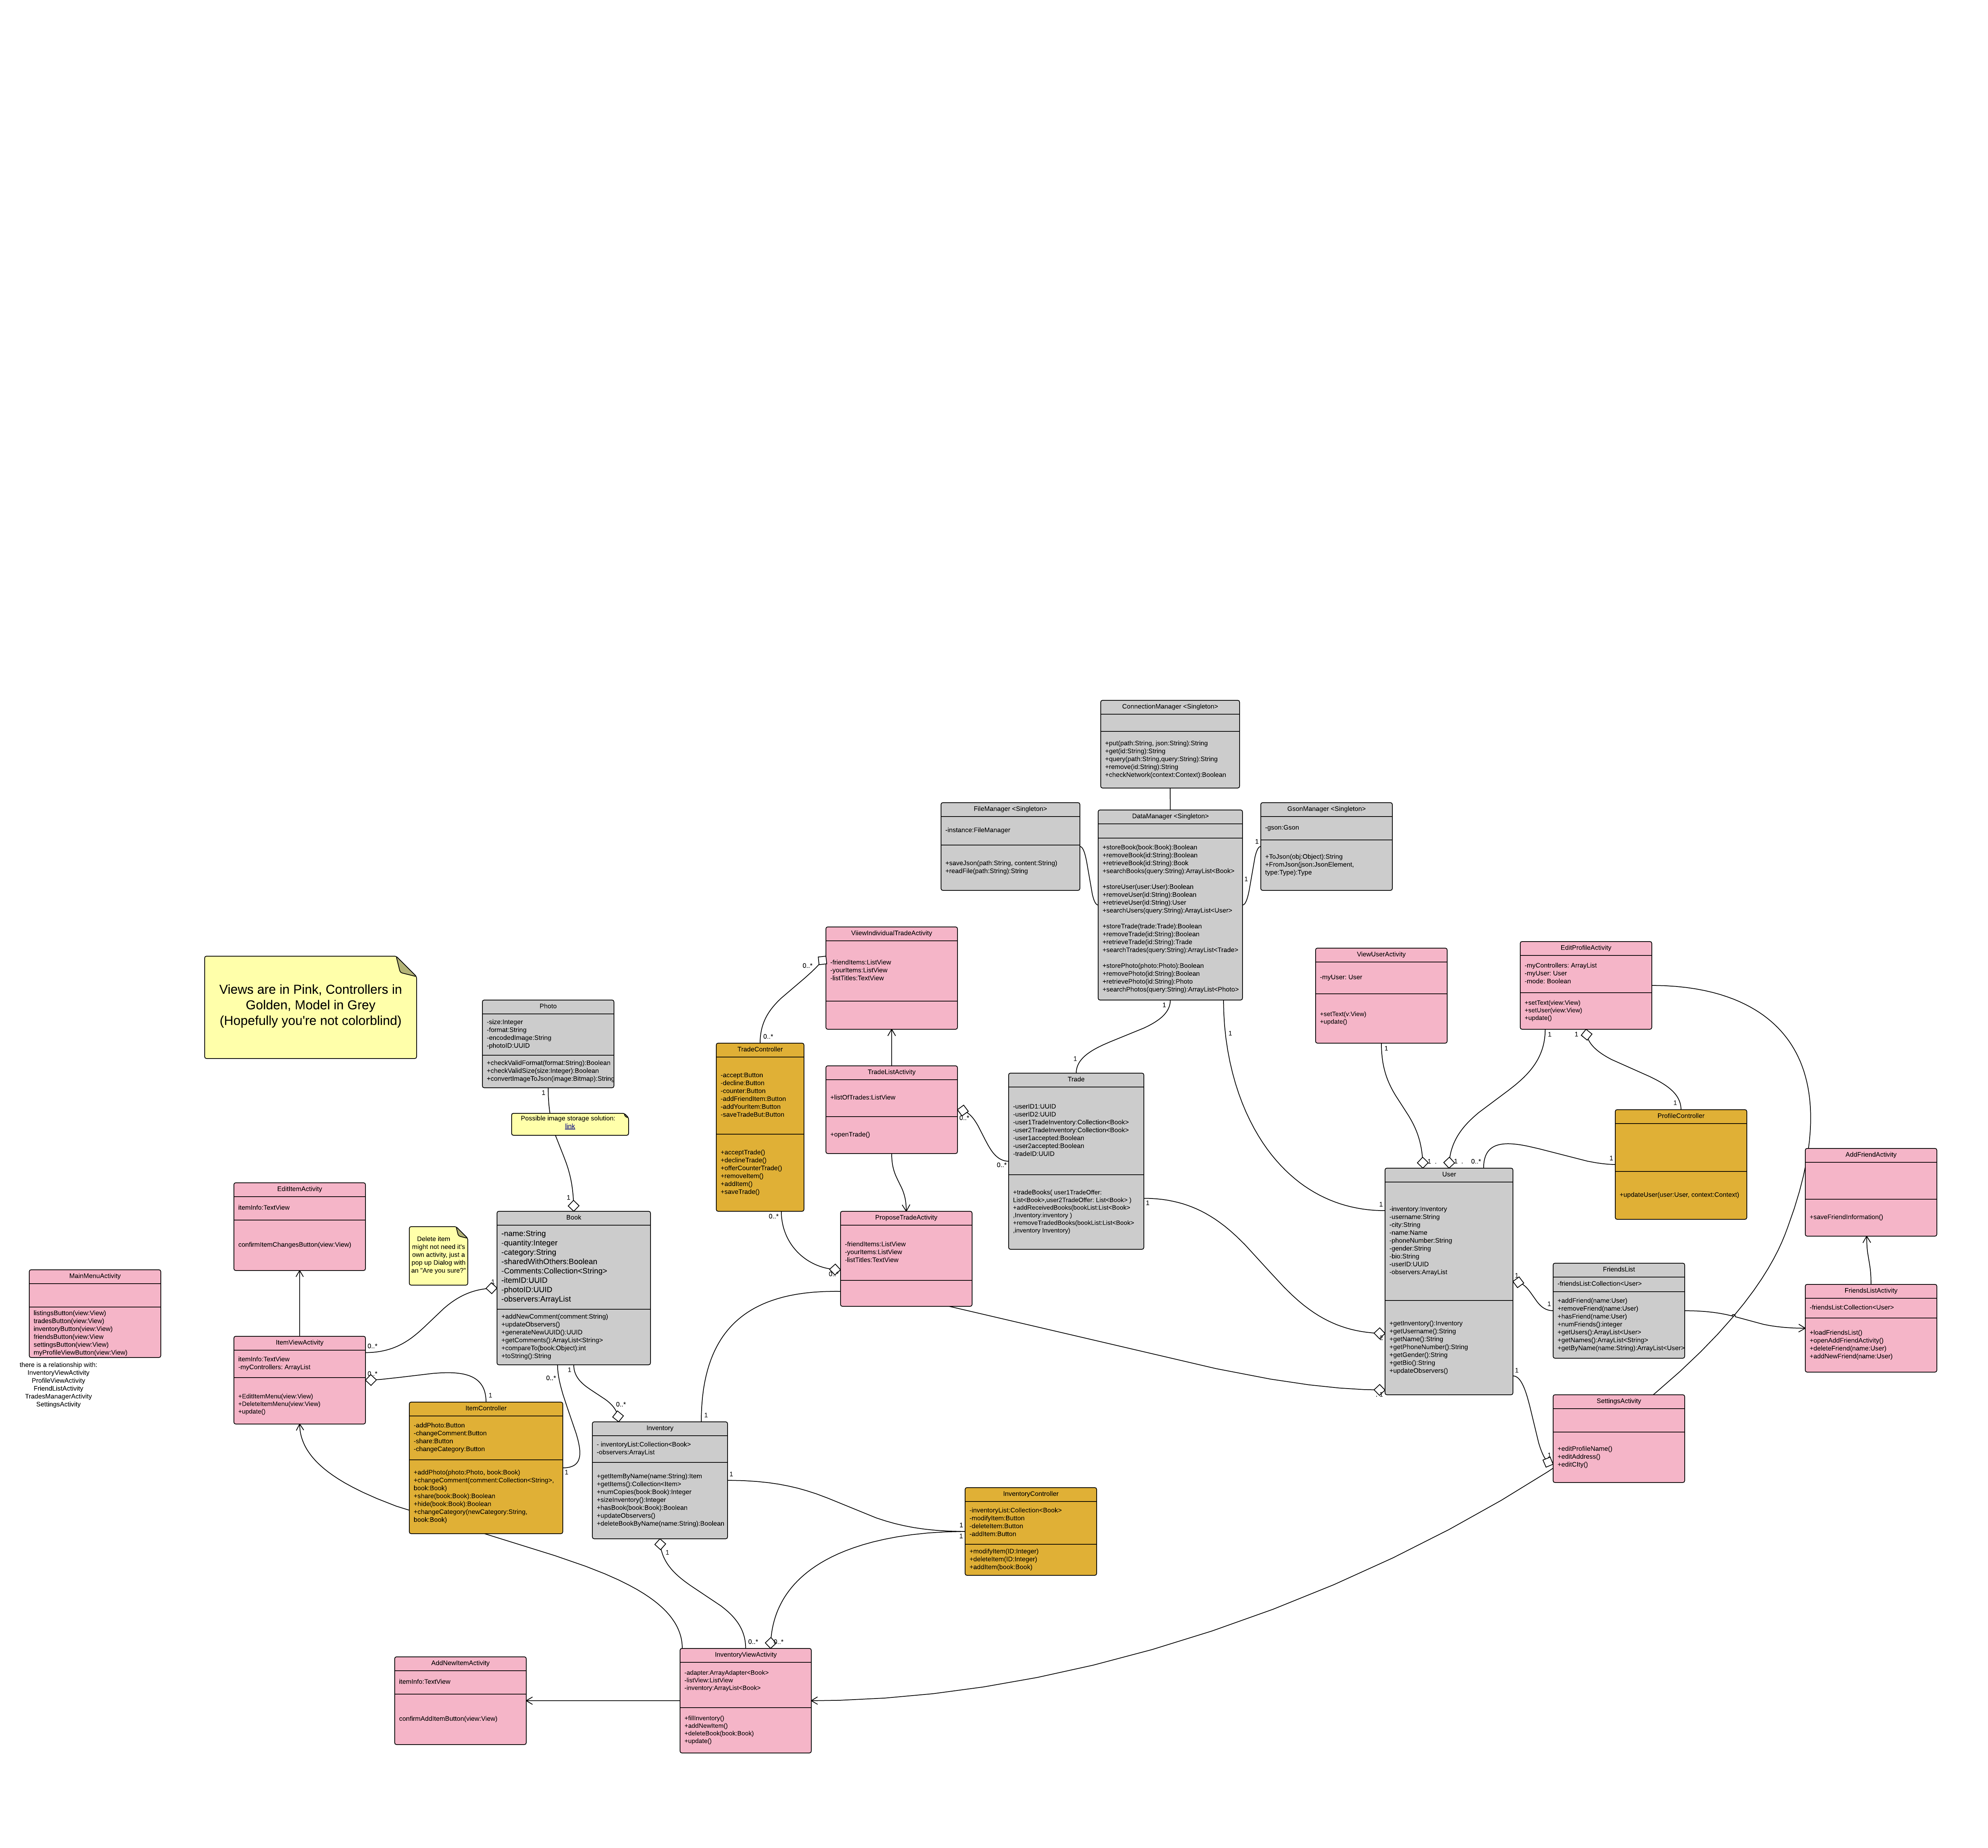 ConnectionManager <Singleton>
+put(path:String, json:String):String
+get(id:String):String
+query(path:String,query:String):String
+remove(id:String):String
+checkNetwork(context:Context):Boolean
FileManager <Singleton>
-instance:FileManager
+saveJson(path:String, content:String)
+readFile(path:String):String
DataManager <Singleton>
+storeBook(book:Book):Boolean
+removeBook(id:String):Boolean
+retrieveBook(id:String):Book
+searchBooks(query:String):ArrayList<Book>
+storeUser(user:User):Boolean
+removeUser(id:String):Boolean
+retrieveUser(id:String):User
+searchUsers(query:String):ArrayList<User>
+storeTrade(trade:Trade):Boolean
+removeTrade(id:String):Boolean
+retrieveTrade(id:String):Trade
+searchTrades(query:String):ArrayList<Trade>
+storePhoto(photo:Photo):Boolean
+removePhoto(id:String):Boolean
+retrievePhoto(id:String):Photo
+searchPhotos(query:String):ArrayList<Photo>
1
1
GsonManager <Singleton>
-gson:Gson
+ToJson(obj:Object):String
+FromJson(json:JsonElement,
type:Type):Type
1
1
ViiewIndividualTradeActivity
-friendItems:ListView
-yourItems:ListView
-listTitles:TextView
0..*
0..*
ViewUserActivity
-myUser: User
+setText(v.View)
+update()
1
EditProfileActivity
-myControllers: ArrayList
-myUser: User
-mode: Boolean
+setText(view:View)
+setUser(view:View)
+update()
1
1
Views are in Pink, Controllers in
Golden, Model in Grey
(Hopefully you're not colorblind)
Photo
-size:Integer
-format:String
-encodedImage:String
-photoID:UUID
+checkValidFormat(format:String):Boolean
+checkValidSize(size:Integer):Boolean
+convertImageToJson(image:Bitmap):String
1
Possible image storage solution:
link
1
TradeController
-accept:Button
-decline:Button
-counter:Button
-addFriendItem:Button
-addYourItem:Button
-saveTradeBut:Button
+acceptTrade()
+declineTrade()
+offerCounterTrade()
+removeItem()
+addItem()
+saveTrade()
0..*
TradeListActivity
+listOfTrades:ListView
+openTrade()
0..*
0..*
1
Trade
-userID1:UUID
-userID2:UUID
-user1TradeInventory:Collection<Book>
-user2TradeInventory:Collection<Book>
-user1accepted:Boolean
-user2accepted:Boolean
-tradeID:UUID
+tradeBooks( user1TradeOffer:
List<Book>,user2TradeOffer: List<Book> )
+addReceivedBooks(bookList:List<Book>
,Inventory:inventory )
+removeTradedBooks(bookList:List<Book>
,inventory Inventory)
1
1
ProfileController
+updateUser(user:User, context:Context)
1
AddFriendActivity
+saveFriendInformation()
1
1
0..*
1
User
-inventory:Inventory
-username:String
-city:String
-name:Name
-phoneNumber:String
-gender:String
-bio:String
-userID:UUID
-observers:ArrayList
+getInventory():Inventory
+getUsername():String
+getName():String
+getPhoneNumber():String
+getGender():String
+getBio():String
+updateObservers()
1
1
1
1
1
FriendsList
-friendsList:Collection<User>
+addFriend(name:User)
+removeFriend(name:User)
+hasFriend(name:User)
+numFriends():integer
+getUsers():ArrayList<User>
+getNames():ArrayList<String>
+getByName(name:String):ArrayList<User>
FriendsListActivity
-friendsList:Collection<User>
+loadFriendsList()
+openAddFriendActivity()
+deleteFriend(name:User)
+addNewFriend(name:User)
SettingsActivity
+editProfileName()
+editAddress()
+editCIty()
1
EditItemActivity
itemInfo:TextView
confirmItemChangesButton(view:View)
Delete item
might not need it's
own activity, just a
pop up Dialog with
an "Are you sure?"
Book
-name:String
-quantity:Integer
-category:String
-sharedWithOthers:Boolean
-Comments:Collection<String>
-itemID:UUID
-photoID:UUID
-observers:ArrayList
+addNewComment(comment:String)
+updateObservers()
+generateNewUUID():UUID
+getComments():ArrayList<String>
+compareTo(book:Object):int
+toString():String
1
0..*
1
0..*
ProposeTradeActivity
-friendItems:ListView
-yourItems:ListView
-listTitles:TextView
0..*
MainMenuActivity
listingsButton(view:View)
tradesButton(view:View)
inventoryButton(view:View)
friendsButton(view:View
settingsButton(view:View)
myProfileViewButton(view:View)
there is a relationship with:
InventoryViewActivity
ProfileViewActivity
FriendListActivity
TradesManagerActivity
SettingsActivity
ItemViewActivity
itemInfo:TextView
-myControllers: ArrayList
+EditItemMenu(view:View)
+DeleteItemMenu(view:View)
+update()
0..*
0..*
1
ItemController
-addPhoto:Button
-changeComment:Button
-share:Button
-changeCategory:Button
+addPhoto(photo:Photo, book:Book)
+changeComment(comment:Collection<String>,
book:Book)
+share(book:Book):Boolean
+hide(book:Book):Boolean
+changeCategory(newCategory:String,
book:Book)
1
1
Inventory
- inventoryList:Collection<Book>
-observers:ArrayList
+getItemByName(name:String):Item
+getItems():Collection<Item>
+numCopies(book:Book):Integer
+sizeInventory():Integer
+hasBook(book:Book):Boolean
+updateObservers()
+deleteBookByName(name:String):Boolean
1
1
InventoryController
-inventoryList:Collection<Book>
-modifyItem:Button
-deleteItem:Button
-addItem:Button
+modifyItem(ID:Integer)
+deleteItem(ID:Integer)
+addItem(book:Book)
1
1
0..*
0..*
InventoryViewActivity
-adapter:ArrayAdapter<Book>
-listView:ListView
-inventory:ArrayList<Book>
+fillInventory()
+addNewItem()
+deleteBook(book:Book)
+update()
AddNewItemActivity
itemInfo:TextView
confirmAddItemButton(view:View)